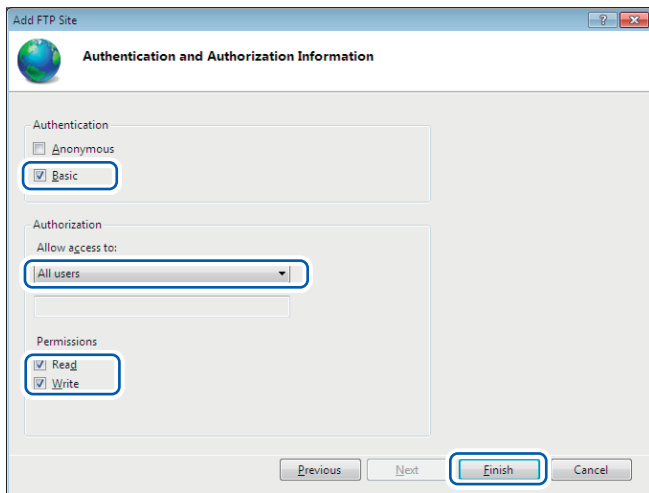 Add FTP Site
Authentication and Authorization Information
Authentication
Anonymous
Basic
Authorization
Allow access to:
All users
Permissions
Read
Write
Previous Next Finish Cancel